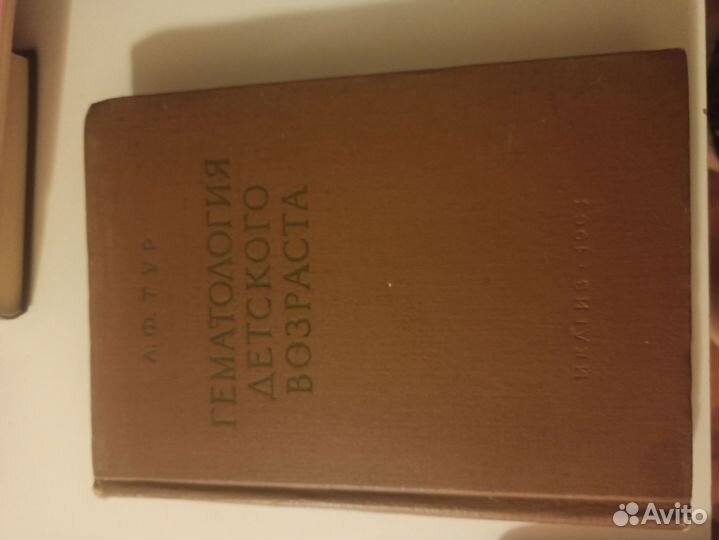 А. Ф. ТУР
ГЕМАТОЛОГИЯ
ДЕТСКОГО
ВОЗРАСТА
МЕДГИЗ · 1963
Avito